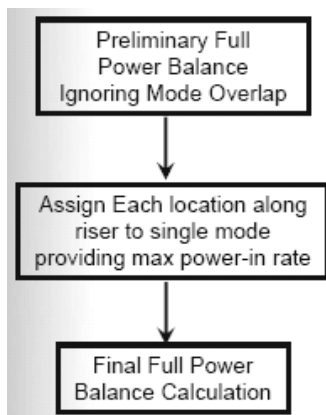 Preliminary Full
Power Balance
Ignoring Mode Overlap
Assign Each location along
riser to single mode
providing max power-in rate
Final Full Power
Balance Calculation